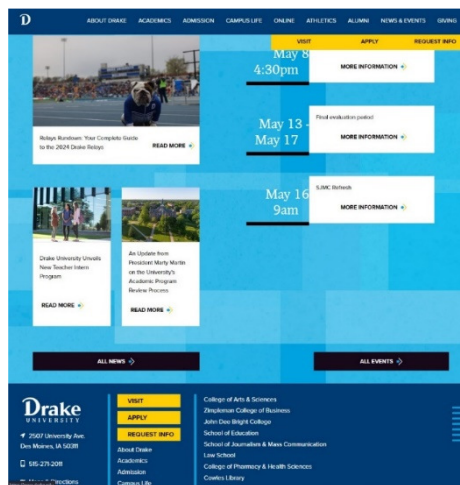 D
ABOUT DRAKE ACADEMICS ADMISSION CAMPUS LIFE ONLINE ATHLETICS ALUMNI NEWS & EVENTS GIVING
VISIT APPLY REQUEST INFO
Relays Rundown: Your Complete Guide
to the 2024 Drake Relays
READ MORE
Drake University Unveils
New Teacher Intern
Program
READ MORE
An Update from
President Marty Martin
on the University's
Academic Program
Review Process
READ MORE
ALL NEWS
May 8
4:30pm
MORE INFORMATION
May 13 -
May 17
Final evaluation period
MORE INFORMATION
May 16
9am
SJMC Refresh
MORE INFORMATION
ALL EVENTS
Drake
UNIVERSITY
2507 University Ave.
Des Moines, IA 50311
515-271-2011
Directions
VISIT
APPLY
REQUEST INFO
About Drake
Academics
Admission
Campus Life
College of Arts & Sciences
Zimpleman College of Business
John Dee Bright College
School of Education
School of Journalism & Mass Communication
Law School
College of Pharmacy & Health Sciences
Cowles Library